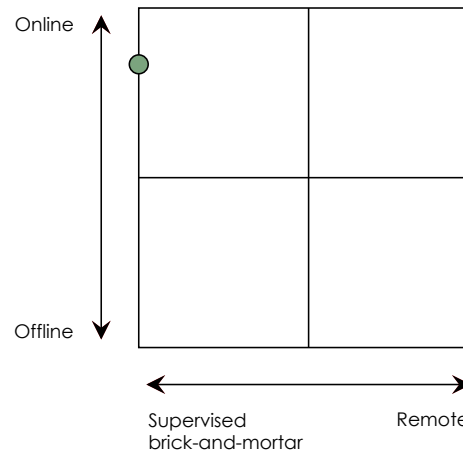 Online
Offline
Supervised
brick-and-mortar
Remote